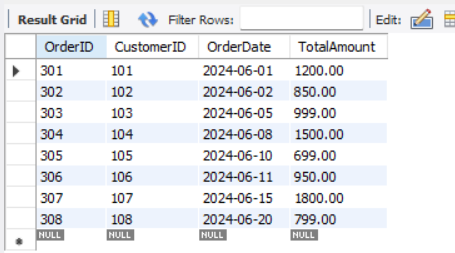 Result Grid Filter Rows: Edit:
OrderID CustomerID OrderDate TotalAmount
301 101 2024-06-01 1200.00
302 102 2024-06-02 850.00
303 103 2024-06-05 999.00
304 104 2024-06-08 1500.00
305 105 2024-06-10 699.00
306 106 2024-06-11 950.00
307 107 2024-06-15 1800.00
308 108 2024-06-20 799.00
NULL NULL NULL NULL